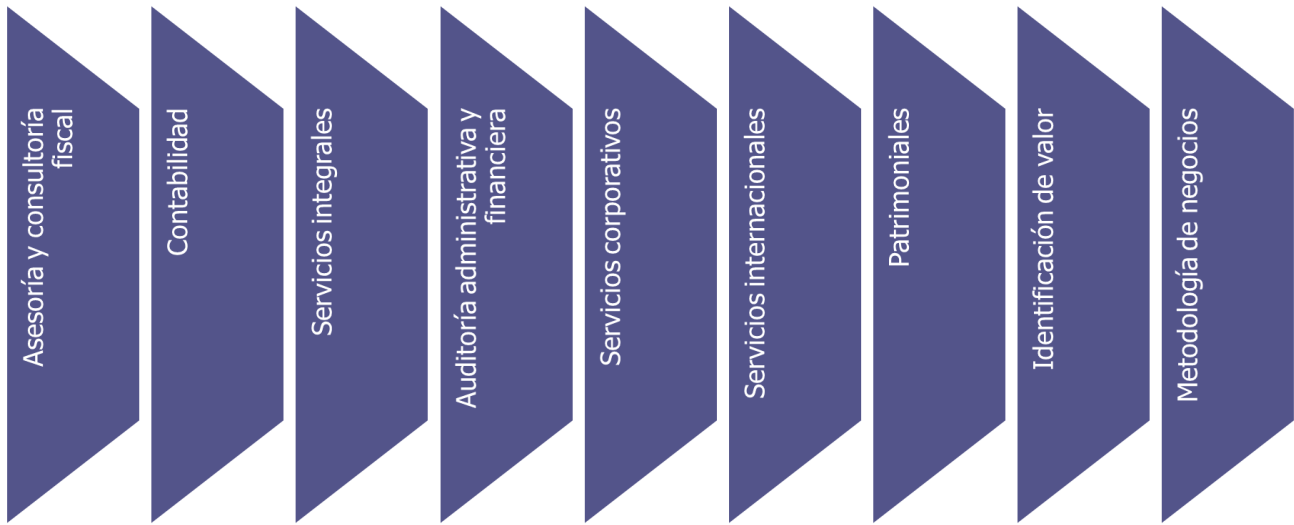 Asesoría y consultoría
fiscal
Contabilidad
Servicios integrales
Auditoría administrativa y
financiera
Servicios corporativos
Servicios internacionales
Patrimoniales
Identificación de valor
Metodología de negocios